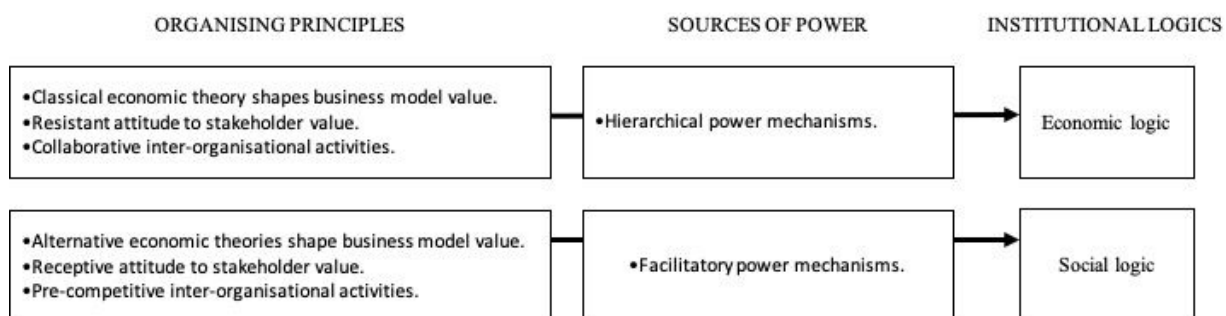 ORGANISING PRINCIPLES
SOURCES OF POWER
INSTITUTIONAL LOGICS
•Classical economic theory shapes business model value.
•Resistant attitude to stakeholder value.
•Collaborative inter-organisational activities.
•Hierarchical power mechanisms.
Economic logic
•Alternative economic theories shape business model value.
•Receptive attitude to stakeholder value.
•Pre-competitive inter-organisational activities.
•Facilitatory power mechanisms.
Social logic